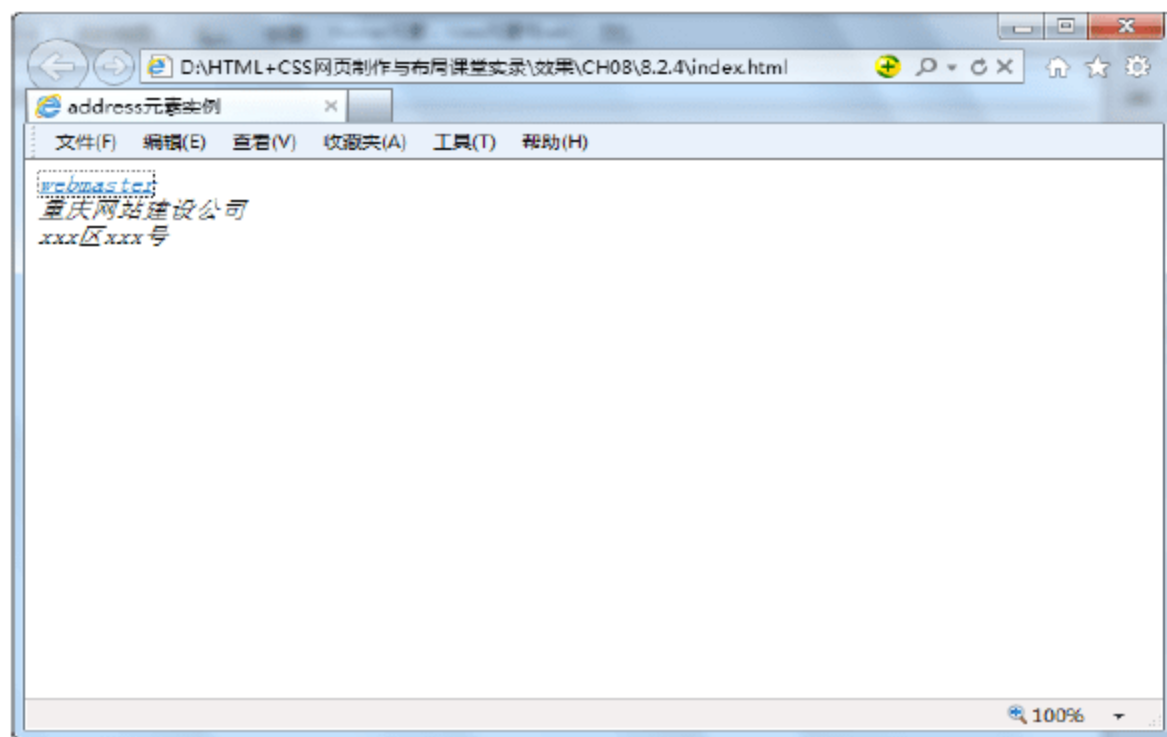 D:\HTML+CSS网页制作与布局课堂实录\效果\CH08\8.2.4\index.html
address元素实例
文件(F) 编辑(E) 查看(V) 收藏夹(A) 工具(T) 帮助(H)
webmaster
重庆网站建设公司
xxx区xxx号
100%